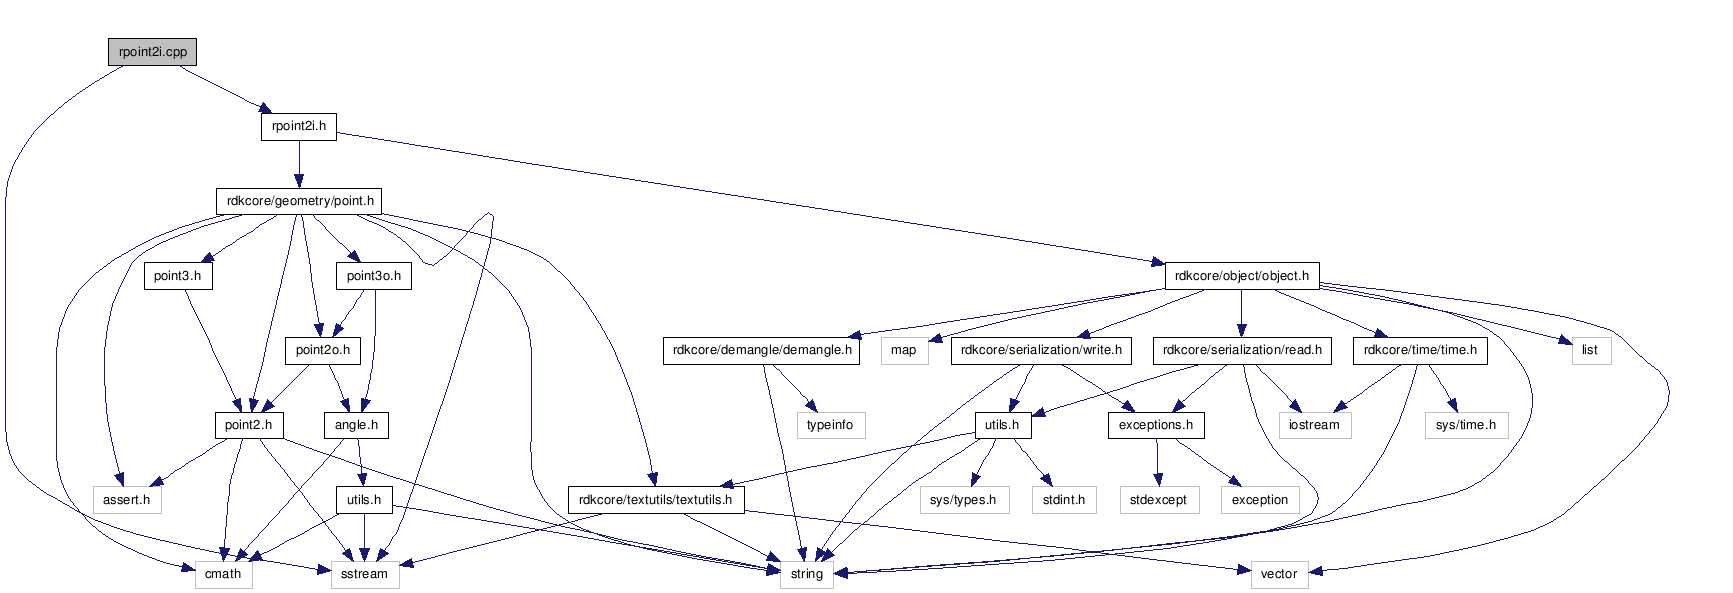 rpoint2i.cpp
rpoint2i.h
rdkcore/geometry/point.h
point3.h
point3o.h
rdkcore/object/object.h
point2o.h
rdkcore/demangle/demangle.h
map
rdkcore/serialization/write.h
rdkcore/serialization/read.h
rdkcore/time/time.h
list
point2.h
angle.h
typeinfo
utils.h
exceptions.h
iostream
sys/time.h
assert.h
utils.h
rdkcore/textutils/textutils.h
sys/types.h
stdint.h
stdexcept
exception
cmath
sstream
string
vector